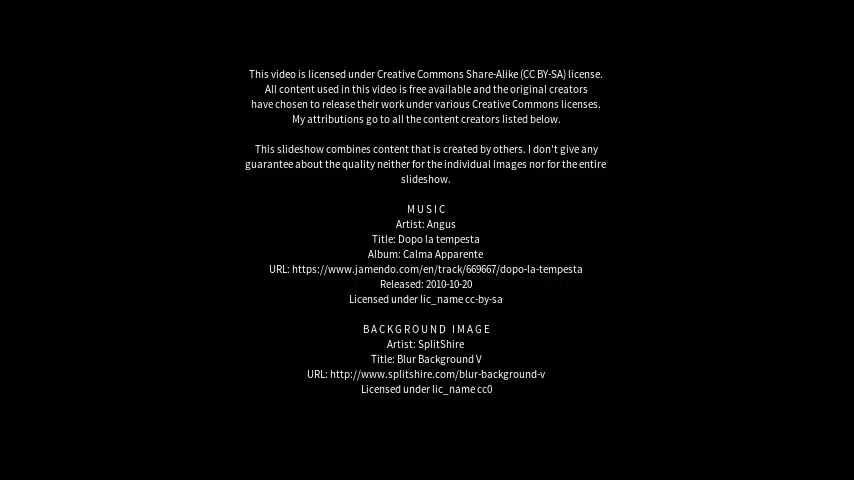 This video is licensed under Creative Commons Share-Alike (CC BY-SA) license.
All content used in this video is free available and the original creators
have chosen to release their work under various Creative Commons licenses.
My attributions go to all the content creators listed below.
This slideshow combines content that is created by others. I don't give any
guarantee about the quality neither for the individual images nor for the entire
slideshow.
MUSIC
Artist: Angus
Title: Dopo la tempesta
Album: Calma Apparente
URL: https://www.jamendo.com/en/track/669667/dopo-la-tempesta
Released: 2010-10-20
Licensed under lic_name cc-by-sa
BACKGROUND IMAGE
Artist: SplitShire
Title: Blur Background V
URL: http://www.splitshire.com/blur-background-v
Licensed under lic_name cc0